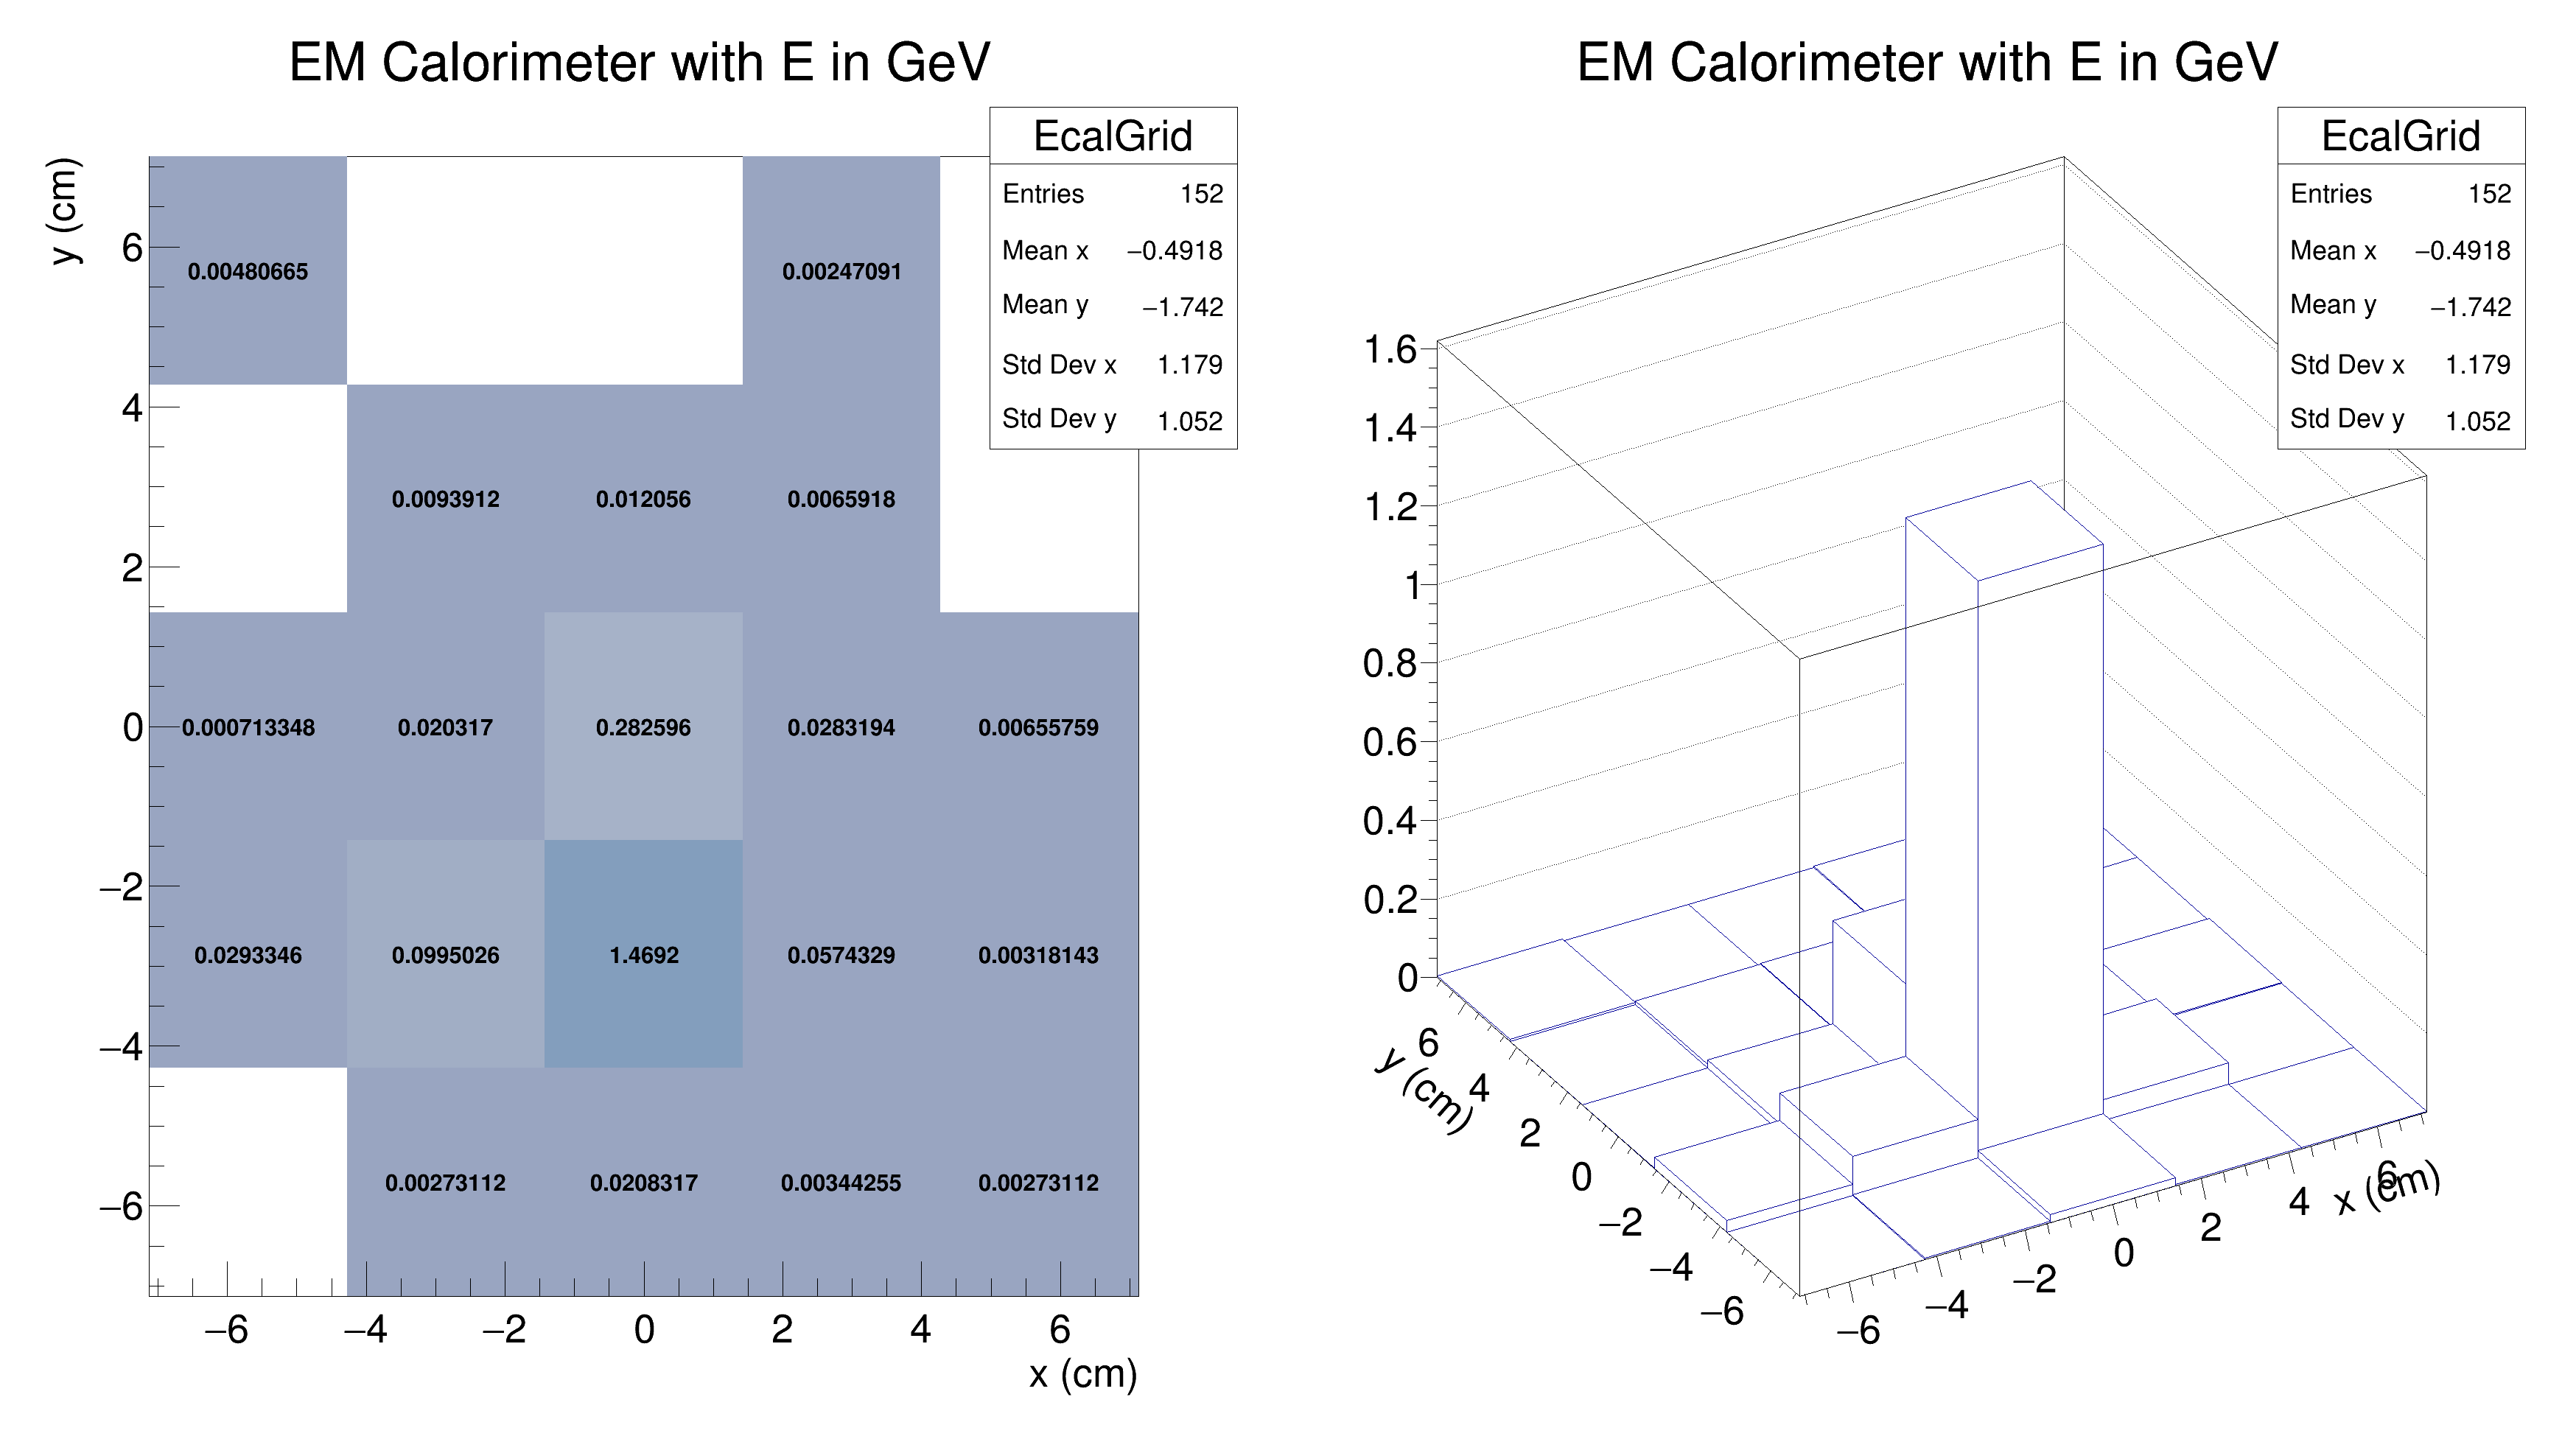 EM Calorimeter with E in GeV
EcalGrid
Entries 152
Mean x −0.4918
Mean y −1.742
Std Dev x 1.179
Std Dev y 1.052
y (cm)
6
4
2
0
−2
−4
−6
0.00480665 0.00247091
0.0093912 0.012056 0.0065918
0.000713348 0.020317 0.282596 0.0283194 0.00655759
0.0293346 0.0995026 1.4692 0.0574329 0.00318143
0.00273112 0.0208317 0.00344255 0.00273112
−6 −4 −2 0 2 4 6
x (cm)
EM Calorimeter with E in GeV
EcalGrid
Entries 152
Mean x −0.4918
Mean y −1.742
Std Dev x 1.179
Std Dev y 1.052
1.6
1.4
1.2
1
0.8
0.6
0.4
0.2
0
y (cm)
6
4
2
0
−2
−4
−6
−6 −4 −2 0 2 4 6
x (cm)